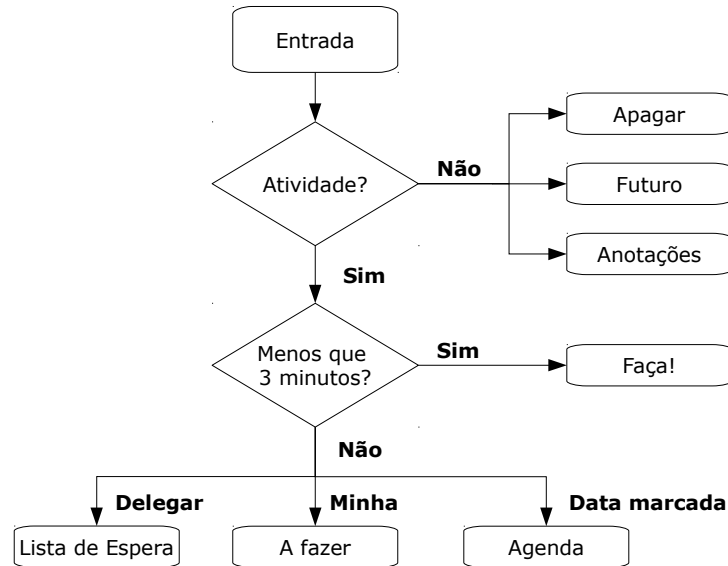 Entrada
Apagar
Atividade?
Não
Futuro
Anotações
Sim
Menos que
3 minutos?
Sim
Faça!
Não
Delegar
Minha
Data marcada
Lista de Espera
A fazer
Agenda